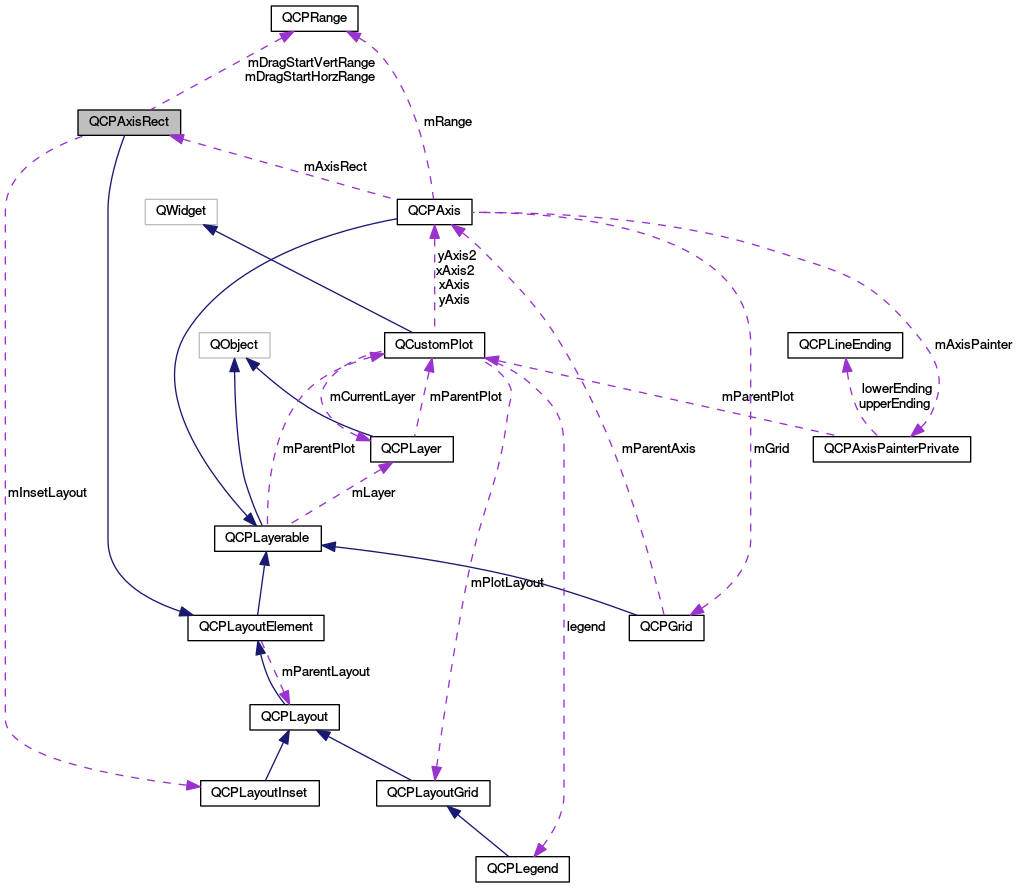 QCPRange
mDragStartVertRange
mDragStartHorzRange
QCPAxisRect
mRange
mAxisRect
QWidget
QCPAxis
yAxis2
xAxis2
xAxis
yAxis
QObject
QCustomPlot
QCPLineEnding
mAxisPainter
mCurrentLayer
mParentPlot
mParentPlot
lowerEnding
upperEnding
mParentPlot
QCPLayer
mParentAxis
mGrid
QCPAxisPainterPrivate
mInsetLayout
mLayer
QCPLayerable
mPlotLayout
QCPLayoutElement
legend
QCPGrid
mParentLayout
QCPLayout
QCPLayoutInset
QCPLayoutGrid
QCPLegend